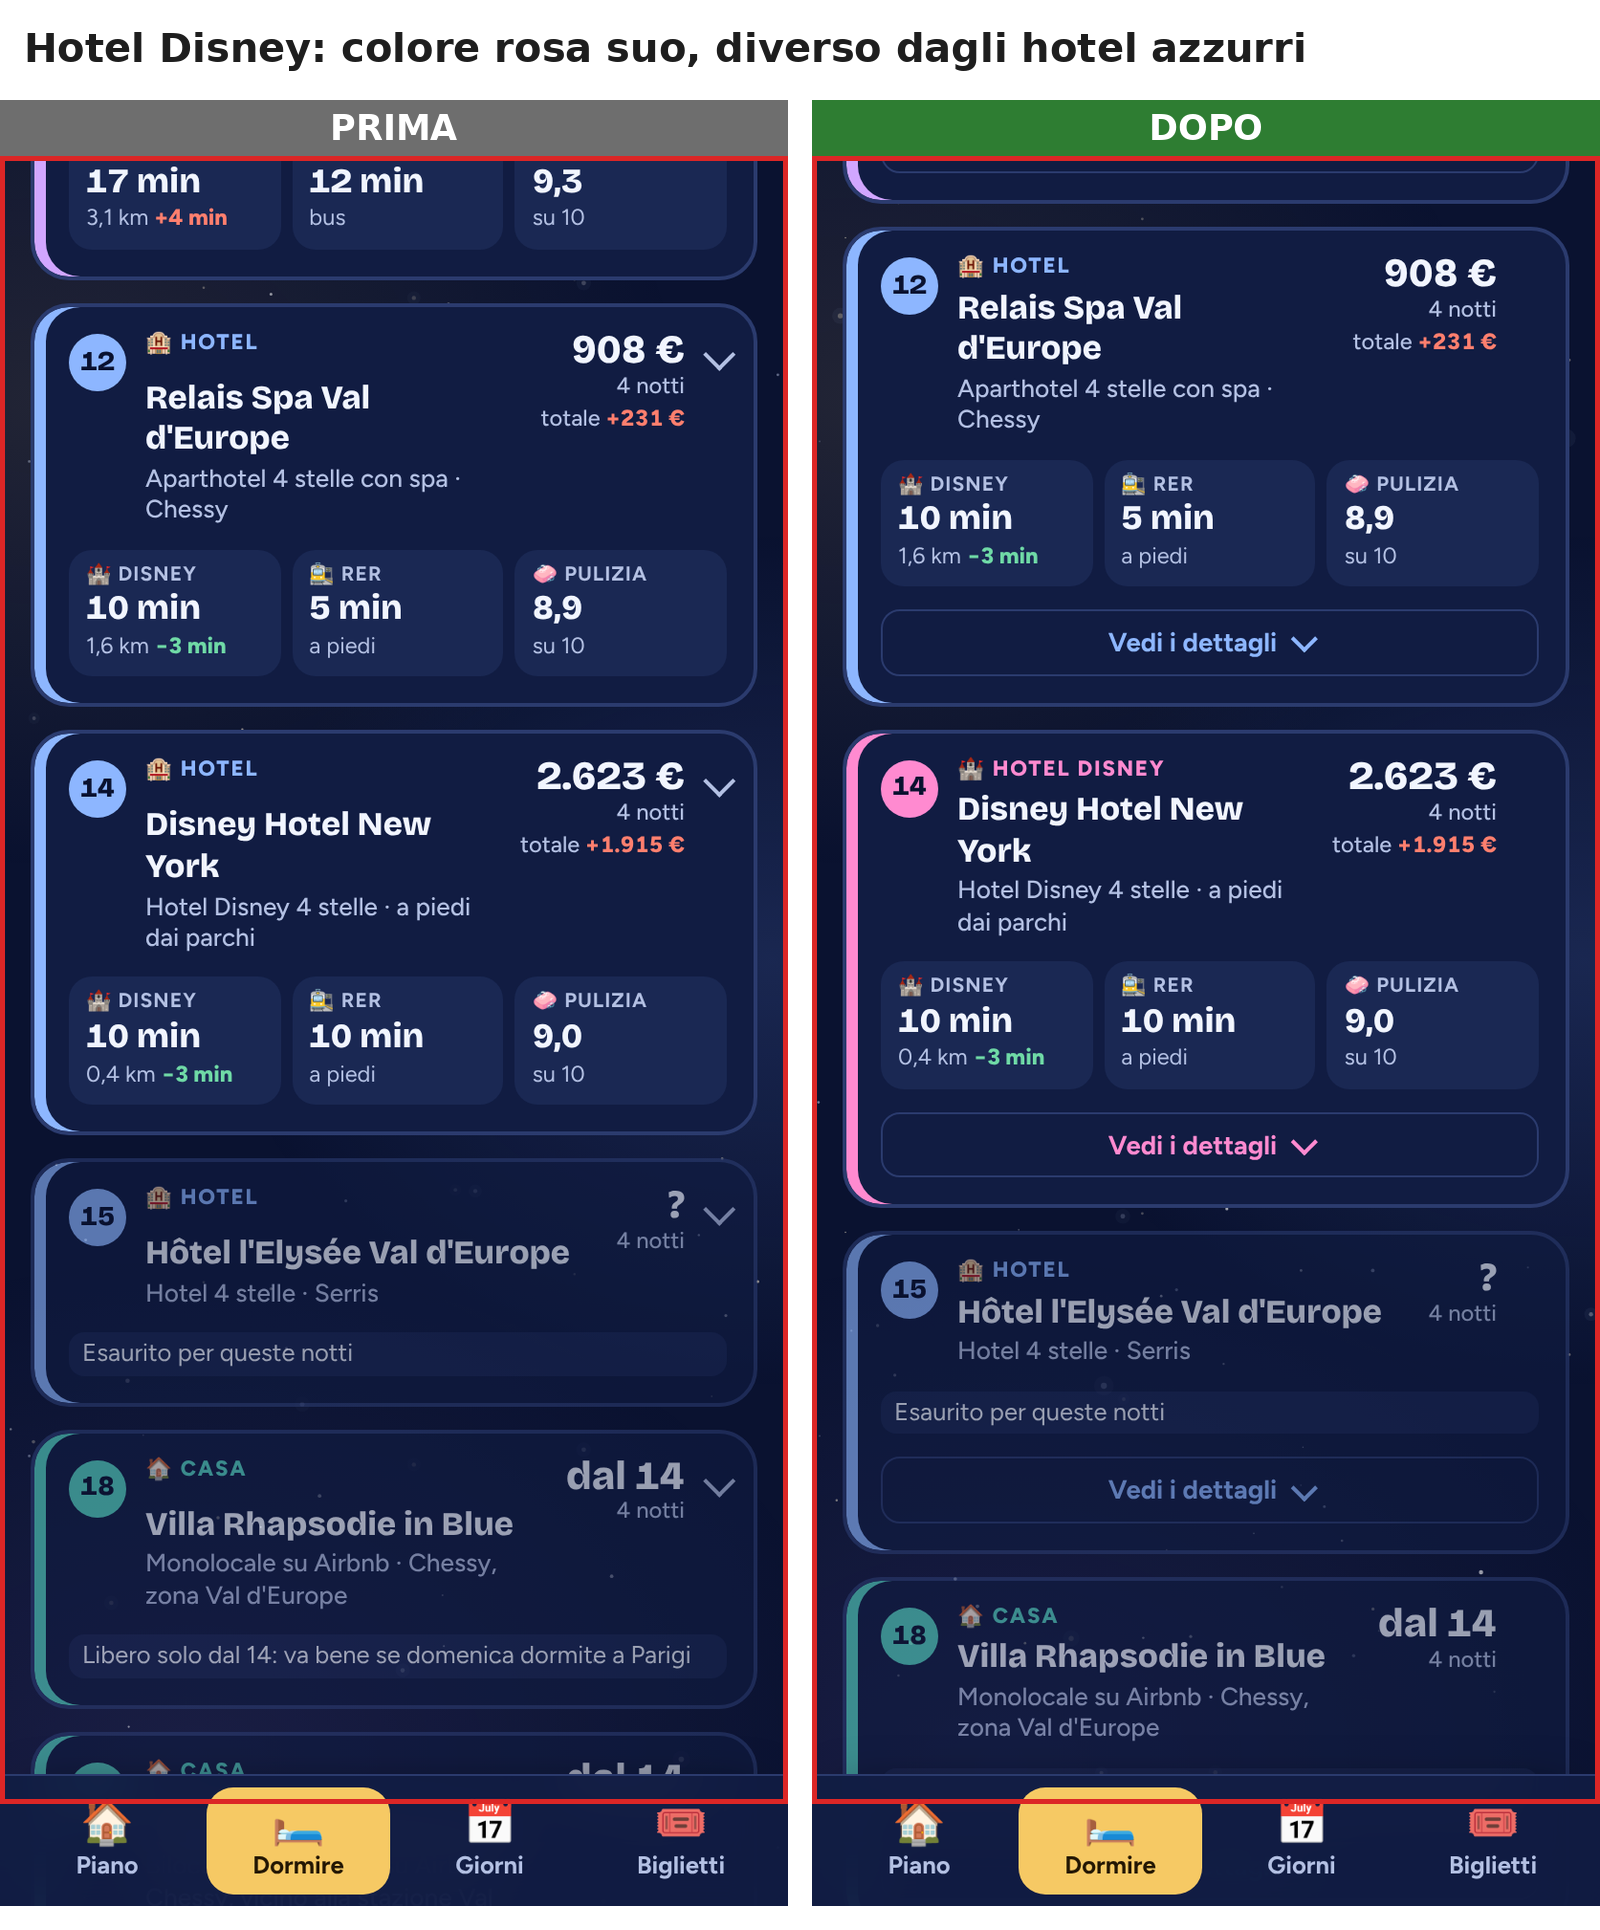 Hotel Disney: colore rosa suo, diverso dagli hotel azzurri
PRIMA
17 min
12 min
9,3
3,1 km +4 min
bus
su 10
12
HOTEL
908 €
Relais Spa Val
d'Europe
4 notti
totale +231 €
Aparthotel 4 stelle con spa ·
Chessy
DISNEY
RER
PULIZIA
10 min
5 min
8,9
1,6 km −3 min
a piedi
su 10
14
HOTEL
2.623 €
Disney Hotel New
York
4 notti
totale +1.915 €
Hotel Disney 4 stelle · a piedi
dai parchi
DISNEY
RER
PULIZIA
10 min
10 min
9,0
0,4 km −3 min
a piedi
su 10
15
HOTEL
?
Hôtel l'Elysée Val d'Europe
4 notti
Hotel 4 stelle · Serris
Esaurito per queste notti
18
CASA
dal 14
Villa Rhapsodie in Blue
4 notti
Monolocale su Airbnb · Chessy,
zona Val d'Europe
Libero solo dal 14: va bene se domenica dormite a Parigi
CASA
dal 14
July
17
Piano
Dormire
Giorni
Biglietti
Chessy, vicino alla stazione Val
DOPO
12
HOTEL
908 €
Relais Spa Val
d'Europe
4 notti
totale +231 €
Aparthotel 4 stelle con spa ·
Chessy
DISNEY
RER
PULIZIA
10 min
5 min
8,9
1,6 km −3 min
a piedi
su 10
Vedi i dettagli
14
HOTEL DISNEY
2.623 €
Disney Hotel New
York
4 notti
totale +1.915 €
Hotel Disney 4 stelle · a piedi
dai parchi
DISNEY
RER
PULIZIA
10 min
10 min
9,0
0,4 km −3 min
a piedi
su 10
Vedi i dettagli
15
HOTEL
?
Hôtel l'Elysée Val d'Europe
4 notti
Hotel 4 stelle · Serris
Esaurito per queste notti
Vedi i dettagli
18
CASA
dal 14
Villa Rhapsodie in Blue
4 notti
Monolocale su Airbnb · Chessy,
zona Val d'Europe
July
17
Piano
Dormire
Giorni
Biglietti